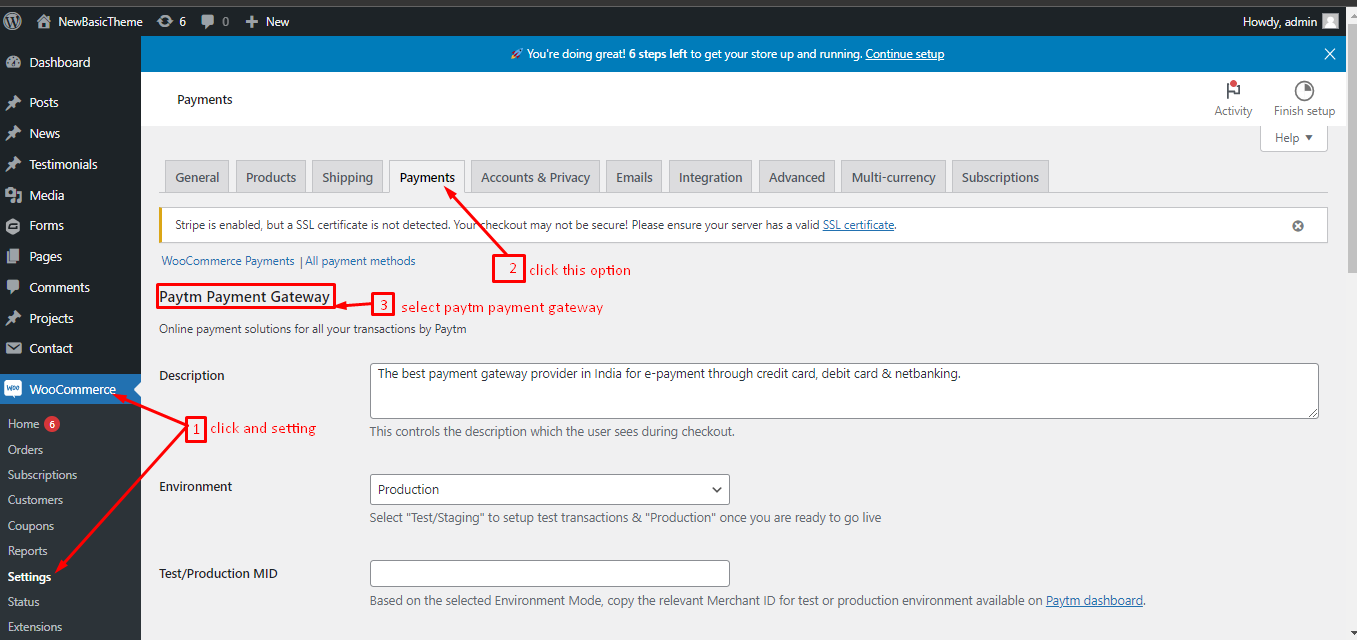 NewBasicTheme 6 0 New Howdy, admin
Dashboard
Posts
News
Testimonials
Media
Forms
Pages
Comments
Projects
Contact
WooCommerce
Home 6
Orders
Subscriptions
Customers
Coupons
Reports
Settings
Status
Extensions
You're doing great! 6 steps left to get your store up and running. Continue setup
Payments
Activity
Finish setup
Help
General Products Shipping Payments Accounts & Privacy Emails Integration Advanced Multi-currency Subscriptions
Stripe is enabled, but a SSL certificate is not detected. Your checkout may not be secure! Please ensure your server has a valid SSL certificate.
WooCommerce Payments | All payment methods
2 click this option
Paytm Payment Gateway
3 select paytm payment gateway
Online payment solutions for all your transactions by Paytm
Description
The best payment gateway provider in India for e-payment through credit card, debit card & netbanking.
This controls the description which the user sees during checkout.
1 click and setting
Environment
Production
Select "Test/Staging" to setup test transactions & "Production" once you are ready to go live
Test/Production MID
Based on the selected Environment Mode, copy the relevant Merchant ID for test or production environment available on Paytm dashboard.